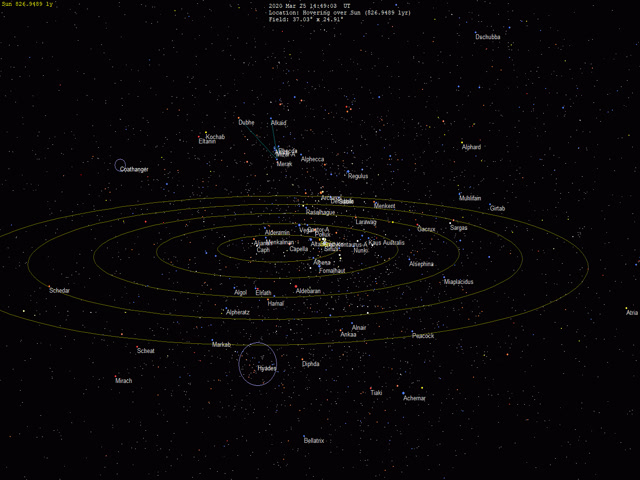 Sun 826.9489 ly
2020 Mar 25 14:49:03 UT
Location: Hovering over Sun (826.9489 lyr)
Field: 37.03° x 24.91°
Dschubba
Dubhe
Alkaid
Kochab
Eltanin
Alphard
Merak
Alphecca
Coathanger
Regulus
Muhlifain
Menkent
Girtab
Rasalhague
Larawag
Gacrux
Sargas
Alderamin
Pollux
Menkalinan
Caph
Capella
Nunki
Kaus Australis
Alhena
Alsephina
Fomalhaut
Miaplacidus
Schedar
Algol
Elnath
Aldebaran
Hamal
Alpheratz
Atria
Alnair
Ankaa
Peacock
Markab
Scheat
Hyades
Diphda
Mirach
Tiaki
Achernar
Bellatrix